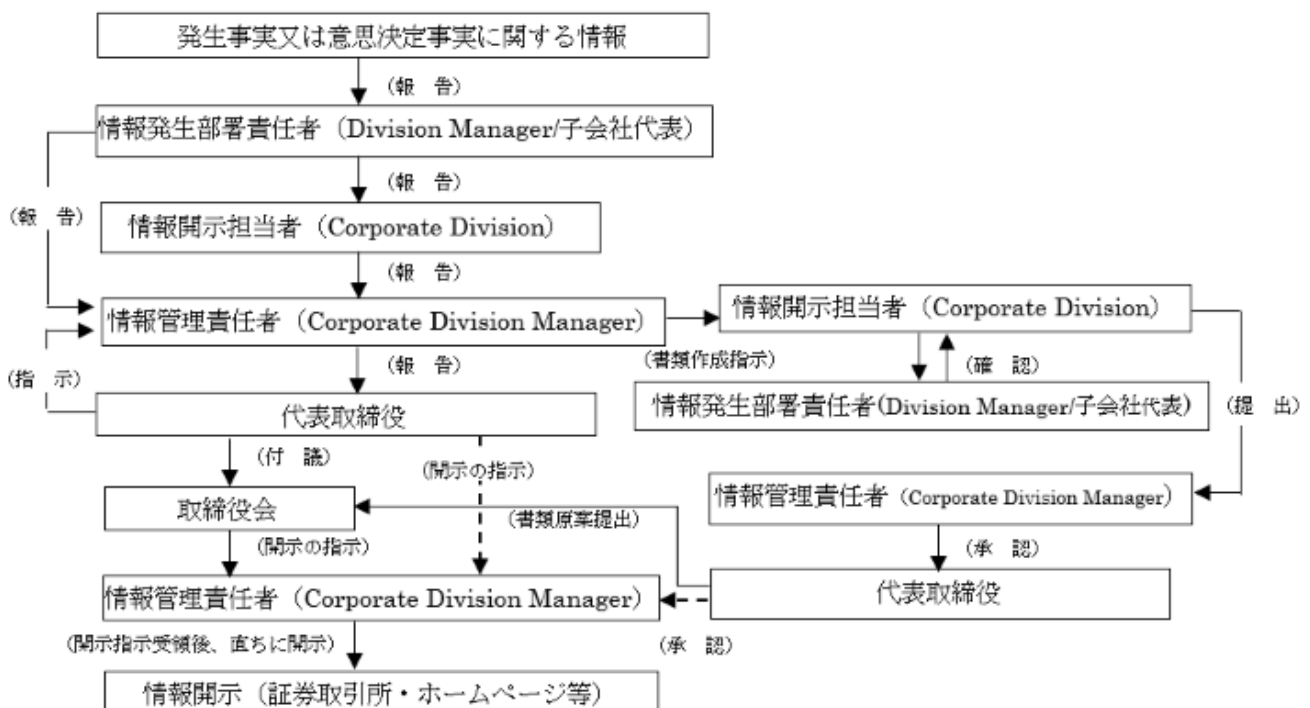 発生事実又は意思決定事実に関する情報
(報 告)
情報発生部署責任者（Division Manager/子会社代表）
(報 告)
(報 告)
情報開示担当者（Corporate Division）
(報 告)
情報管理責任者（Corporate Division Manager）
情報開示担当者（Corporate Division）
(報 告)
(書類作成指示)
(確 認)
(指 示)
代表取締役
情報発生部署責任者(Division Manager/子会社代表)
(提 出)
(付 議)
(開示の指示)
取締役会
(書類原案提出)
情報管理責任者（Corporate Division Manager）
(開示の指示)
(承 認)
情報管理責任者（Corporate Division Manager）
代表取締役
(開示指示受領後、直ちに開示)
(承 認)
情報開示（証券取引所・ホームページ等）